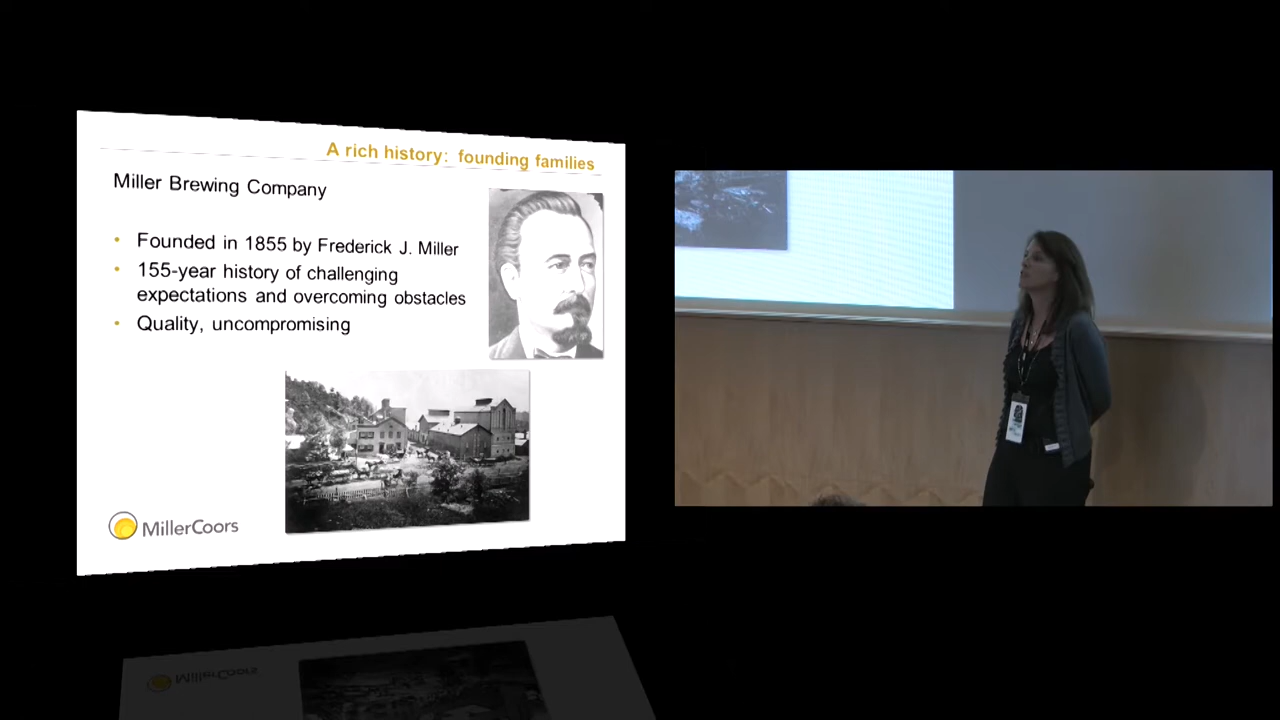 A rich history: founding families
Miller Brewing Company
• Founded in 1855 by Frederick J. Miller
• 155-year history of challenging
expectations and overcoming obstacles
• Quality, uncompromising
MillerCoors
MillerCoors